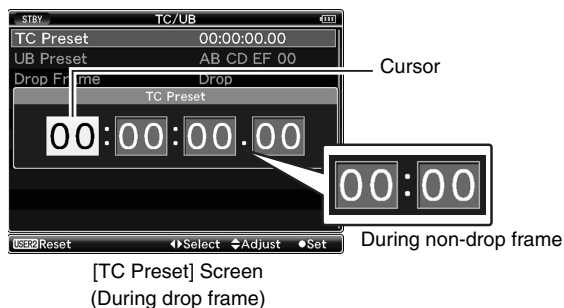 STBY TC/UB
TC Preset 00:00:00.00
UB Preset AB CD EF 00
Drop Frame Drop
Cursor
TC Preset
00:00:00.00
00:00
During non-drop frame
USER2 Reset Select Adjust Set
[TC Preset] Screen
(During drop frame)